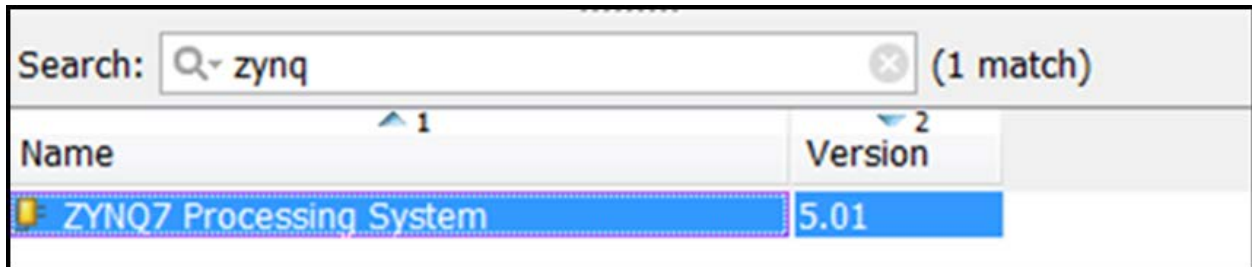 Search: zynq (1 match)
1 2
Name Version
ZYNQ7 Processing System 5.01